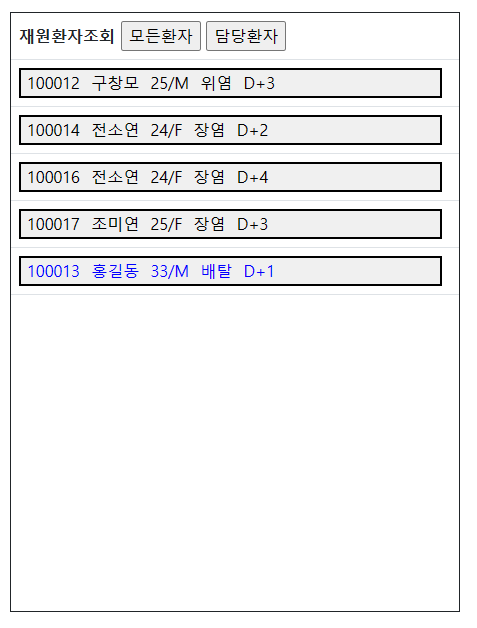 재원환자조회 모든환자 담당환자
100012 구창모 25/M 위염 D+3
100014 전소연 24/F 장염 D+2
100016 전소연 24/F 장염 D+4
100017 조미연 25/F 장염 D+3
100013 홍길동 33/M 배탈 D+1